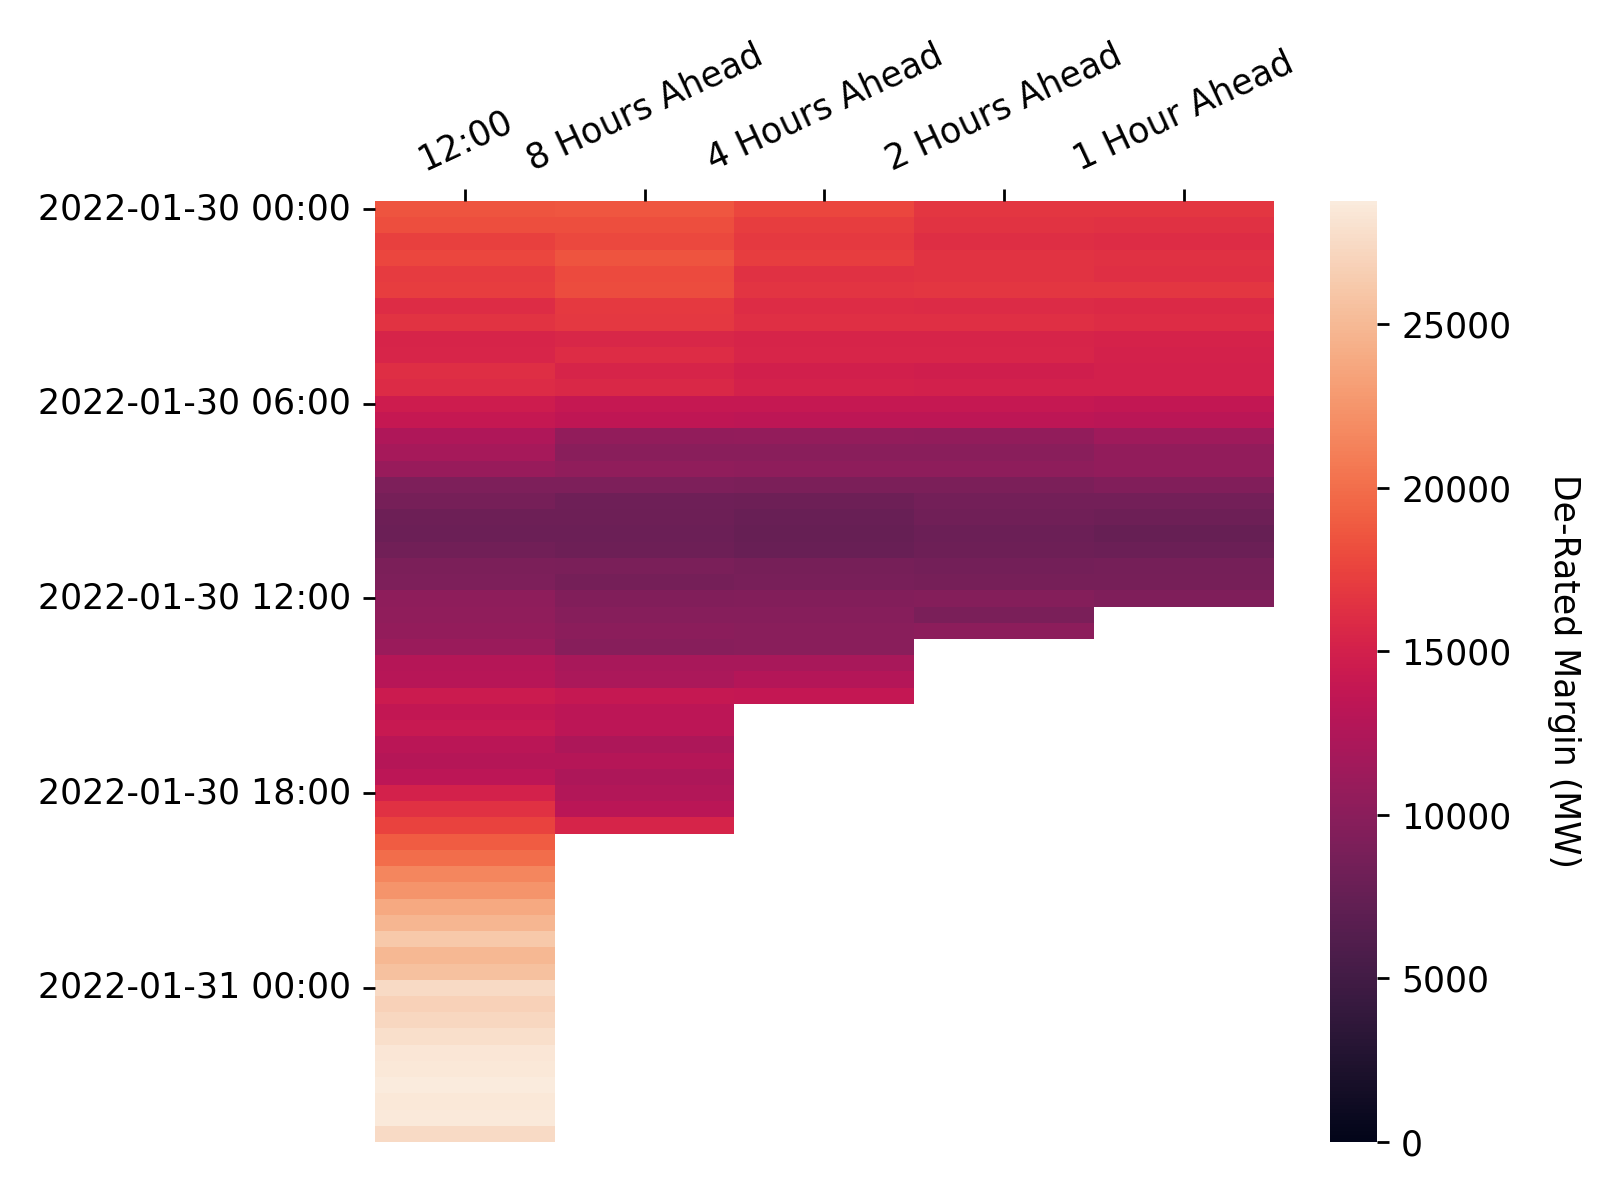 12:00
8 Hours Ahead
4 Hours Ahead
2 Hours Ahead
1 Hour Ahead
2022-01-30 00:00
2022-01-30 06:00
2022-01-30 12:00
2022-01-30 18:00
2022-01-31 00:00
25000
20000
15000
10000
5000
0
De-Rated Margin (MW)